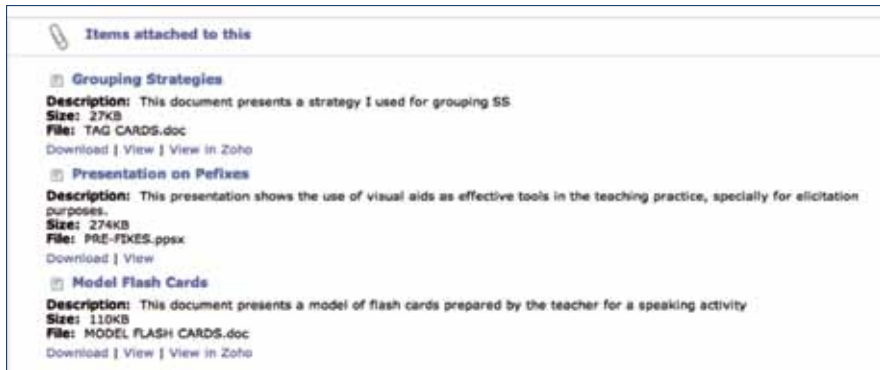 Items attached to this
Grouping Strategies
Description: This document presents a strategy I used for grouping SS
Size: 27KB
File: TAG CARDS.doc
Download | View | View in Zoho
Presentation on Pefixes
Description: This presentation shows the use of visual aids as effective tools in the teaching practice, specially for elicitation
purposes.
Size: 274KB
File: PRE-FIXES.ppsx
Download | View
Model Flash Cards
Description: This document presents a model of flash cards prepared by the teacher for a speaking activity
Size: 110KB
File: MODEL FLASH CARDS.doc
Download | View | View in Zoho